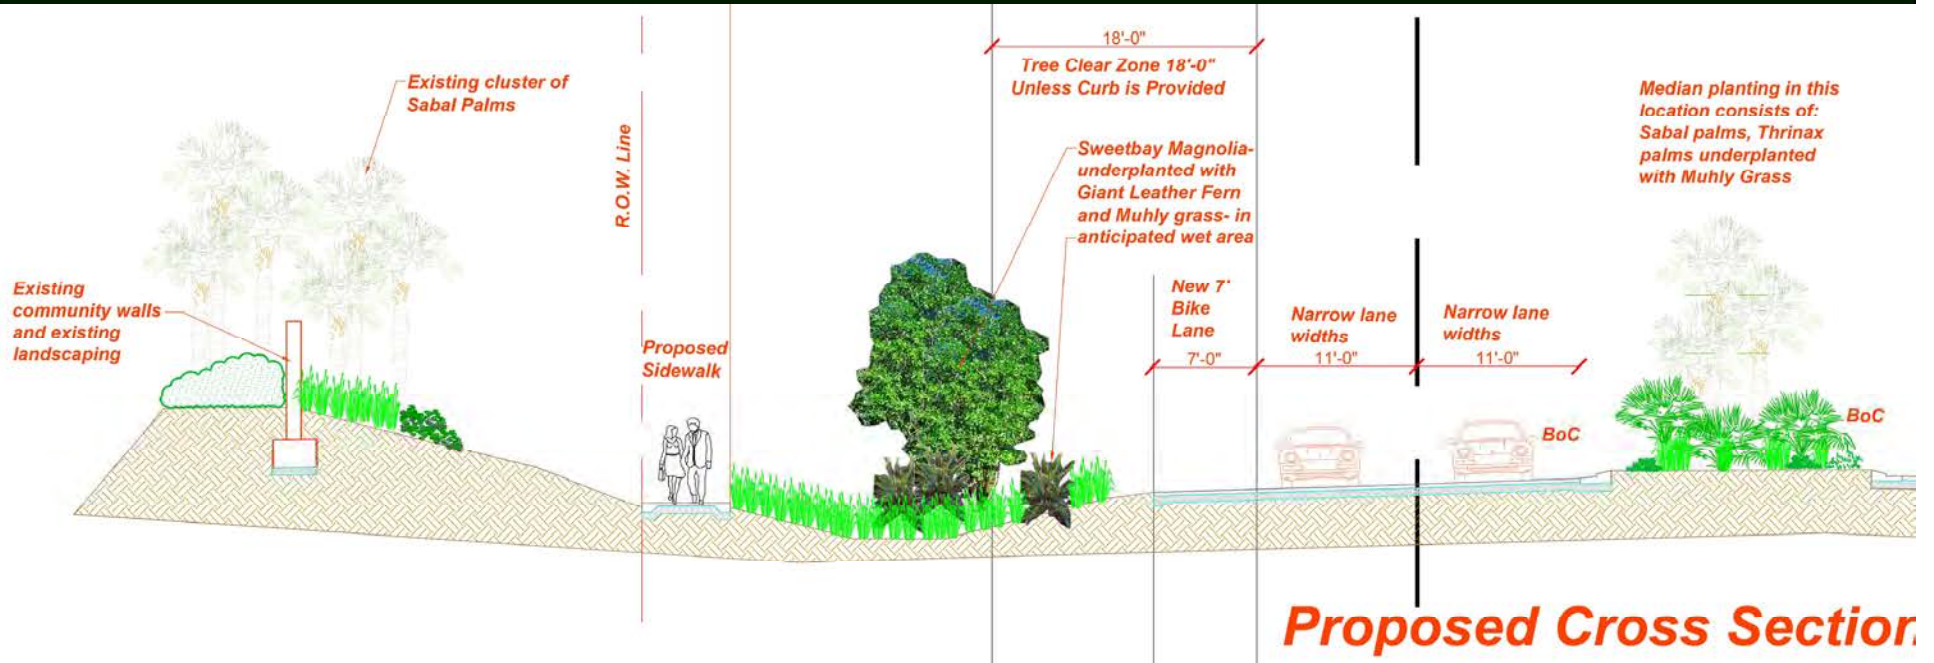 18'-0"
Tree Clear Zone 18'-0"
Unless Curb is Provided
Existing cluster of
Sabal Palms
R.O.W. Line
Sweetbay Magnolia-
underplanted with
Giant Leather Fern
and Muhly grass- in
anticipated wet area
Median planting in this
location consists of:
Sabal palms, Thrinax
palms underplanted
with Muhly Grass
Existing
community walls
and existing
landscaping
Proposed
Sidewalk
New 7'
Bike
Lane
7'-0"
Narrow lane
widths
11'-0"
Narrow lane
widths
11'-0"
BoC
BoC
Proposed Cross Section